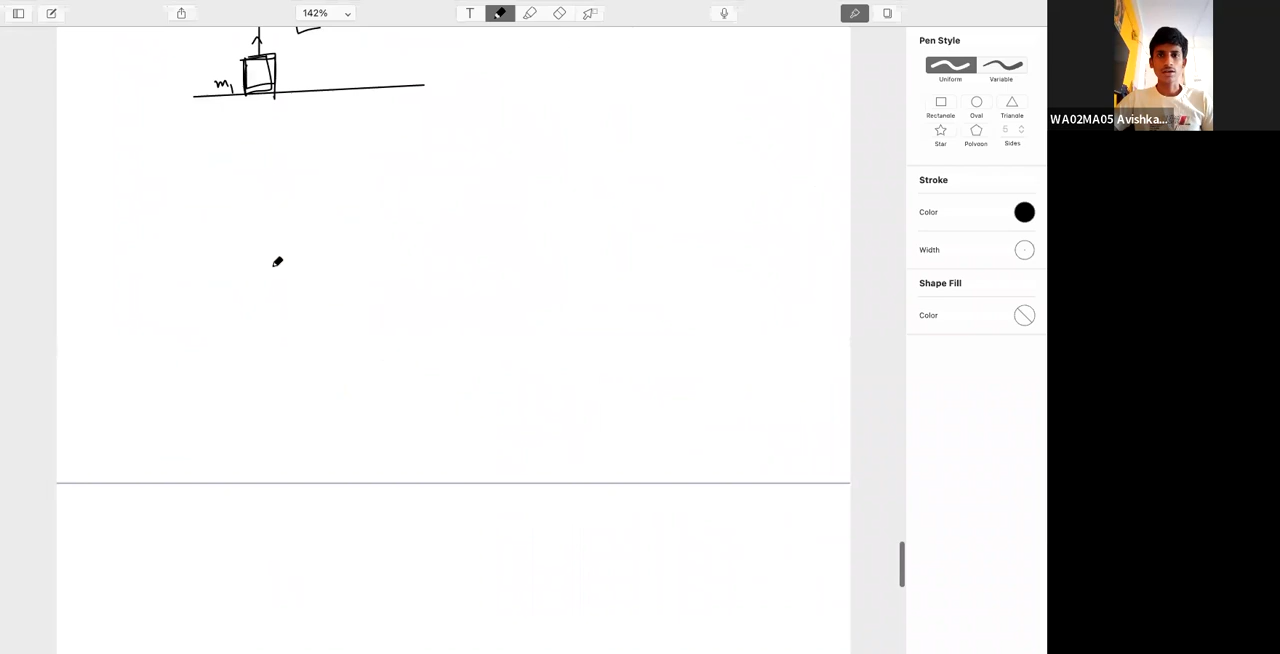 142%
T
Pen Style
Uniform Variable
Rectangle Oval Triangle
5
Star Polygon Sides
Stroke
Color
Width
Shape Fill
Color
m1
WA02MA05 Avishka...